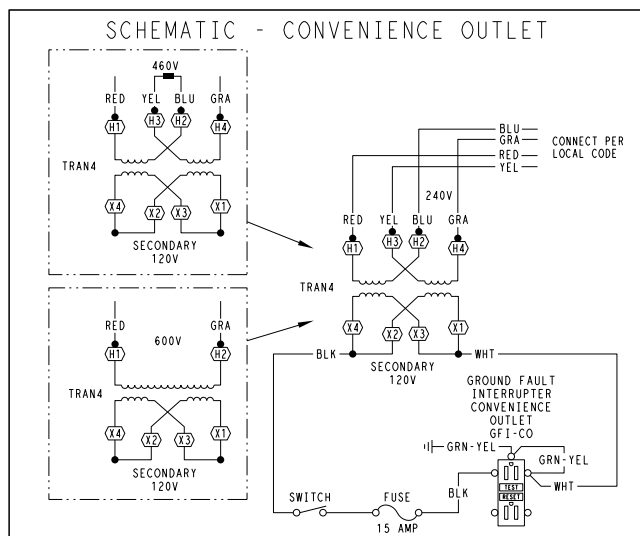 SCHEMATIC - CONVENIENCE OUTLET
460V
RED YEL BLU GRA
H1 H3 H2 H4
TRAN4
X4 X2 X3 X1
SECONDARY
120V
600V
RED GRA
H1 H2
TRAN4
X4 X2 X3 X1
SECONDARY
120V
BLU
GRA
RED
YEL
CONNECT PER
LOCAL CODE
240V
RED YEL BLU GRA
H1 H3 H2 H4
TRAN4
X4 X2 X3 X1
BLK
WHT
SECONDARY
120V
GROUND FAULT
INTERRUPTER
CONVENIENCE
OUTLET
GFI-CO
GRN-YEL
GRN-YEL
WHT
BLK
TEST
RESET
SWITCH
FUSE
15 AMP